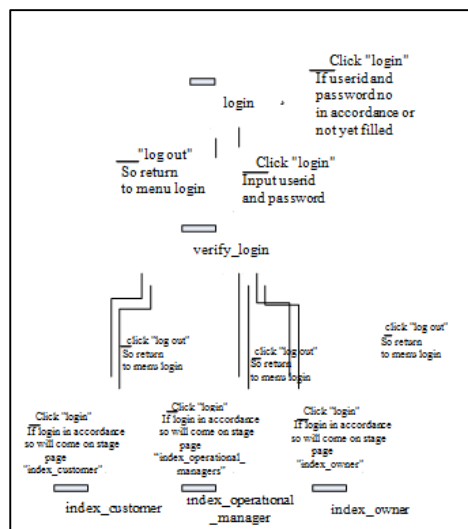 Click "login"
If userid and
password no
in accordance or
not yet filled
login
"log out"
So return
to menu login
Click "login"
Input userid
and password
verify_login
click "log out"
So return
to menu login
click "log out"
So return
to menu login
click "log out"
So return
to menu login
Click "login"
If login in accordance
so will come on stage
page
"index_customer"
Click "login"
If login in accordance
so will come on stage
page
"index_operational_
managers"
Click "login"
If login in accordance
so will come on stage
page
"index_owner"
index_customer
index_operational
_manager
index_owner